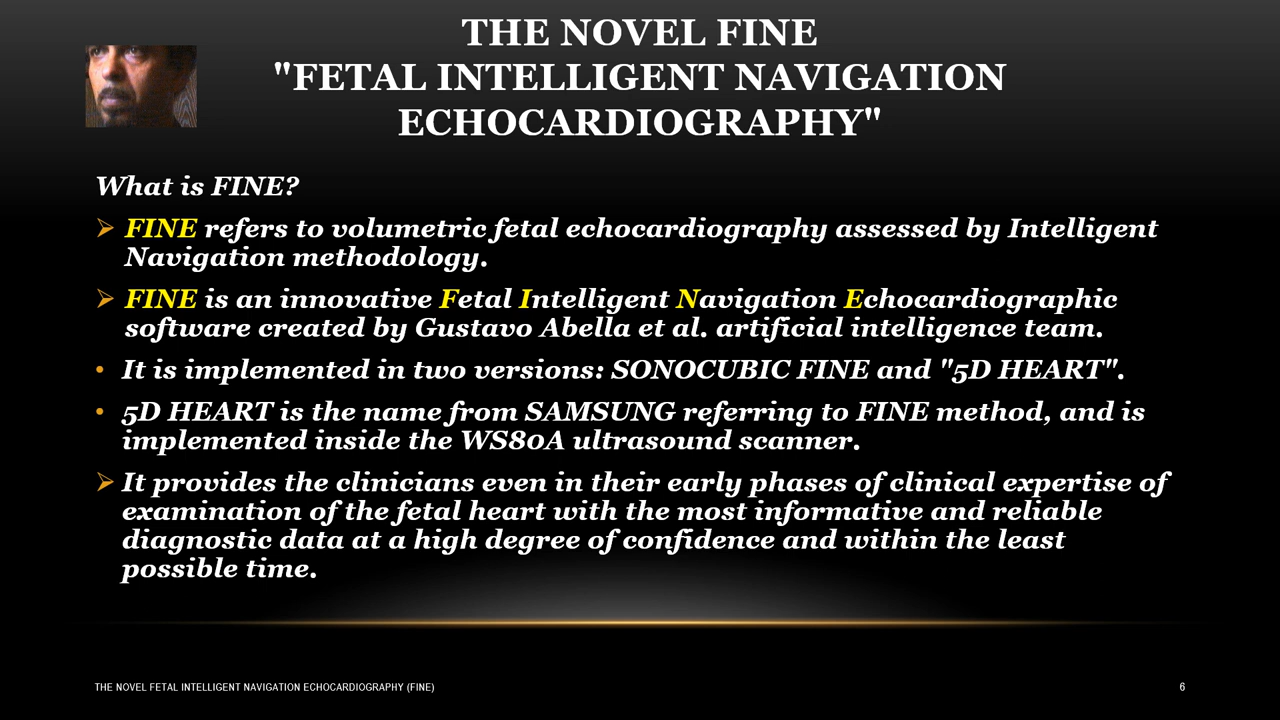 THE NOVEL FINE
"FETAL INTELLIGENT NAVIGATION
ECHOCARDIOGRAPHY"
What is FINE?
FINE refers to volumetric fetal echocardiography assessed by Intelligent
Navigation methodology.
FINE is an innovative Fetal Intelligent Navigation Echocardiographic
software created by Gustavo Abella et al. artificial intelligence team.
It is implemented in two versions: SONOCUBIC FINE and "5D HEART".
5D HEART is the name from SAMSUNG referring to FINE method, and is
implemented inside the WS80A ultrasound scanner.
It provides the clinicians even in their early phases of clinical expertise of
examination of the fetal heart with the most informative and reliable
diagnostic data at a high degree of confidence and within the least
possible time.
THE NOVEL FETAL INTELLIGENT NAVIGATION ECHOCARDIOGRAPHY (FINE)
6